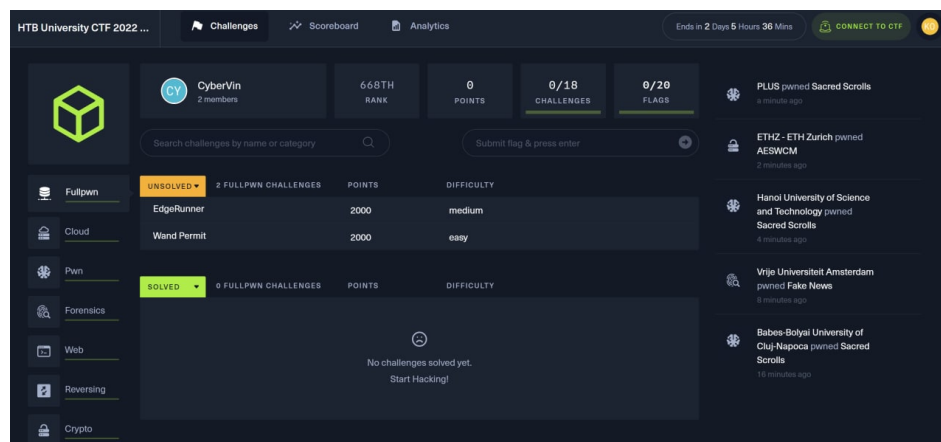 HTB University CTF 2022 ...
Challenges
Scoreboard
Analytics
Ends in 2 Days 5 Hours 36 Mins
CONNECT TO CTF
KO
CY
CyberVin
2 members
668TH
RANK
0
POINTS
0/18
CHALLENGES
0/20
FLAGS
Search challenges by name or category
Submit flag & press enter
Fullpwn
Cloud
Pwn
Forensics
Web
Reversing
Crypto
UNSOLVED 2 FULLPWN CHALLENGES POINTS DIFFICULTY
EdgeRunner 2000 medium
Wand Permit 2000 easy
SOLVED 0 FULLPWN CHALLENGES POINTS DIFFICULTY
No challenges solved yet.
Start Hacking!
PLUS pwned Sacred Scrolls
a minute ago
ETHZ - ETH Zurich pwned
AESWCM
2 minutes ago
Hanoi University of Science
and Technology pwned
Sacred Scrolls
4 minutes ago
Vrije Universiteit Amsterdam
pwned Fake News
8 minutes ago
Babes-Bolyai University of
Cluj-Napoca pwned Sacred
Scrolls
16 minutes ago